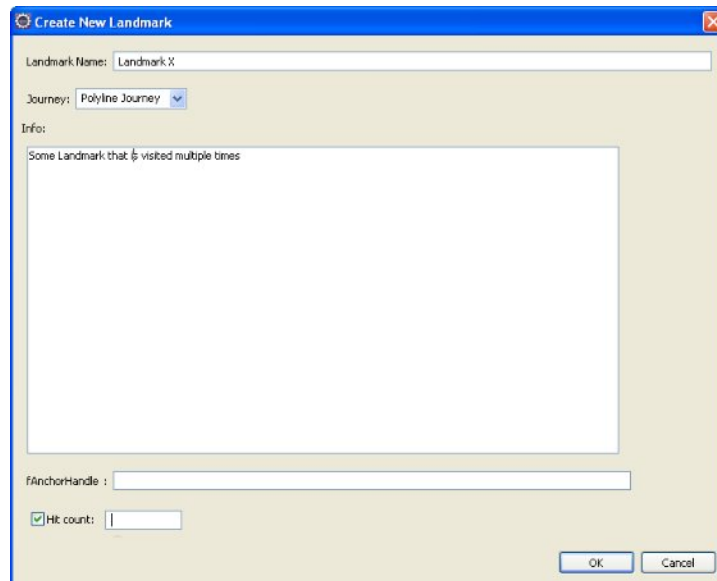 Create New Landmark
Landmark Name: Landmark X
Journey: Polyline Journey
Info:
Some Landmark that is visited multiple times
fAnchorHandle :
Hit count:
OK Cancel